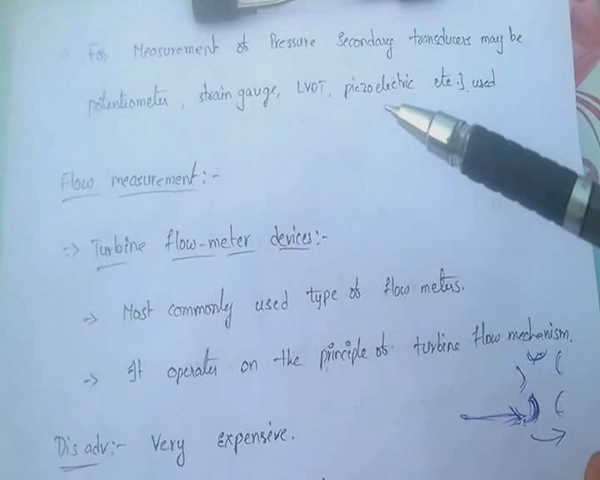 → For Measurement of Pressure Secondary transducers may be
potentiometer, strain gauge, LVDT, piezoelectric etc.] used
Flow measurement:-
⇒ Turbine flow-meter devices:-
→ Most commonly used type of flow meters.
→ It operates on the principle of turbine flow mechanism.
Dis adv:- Very expensive.